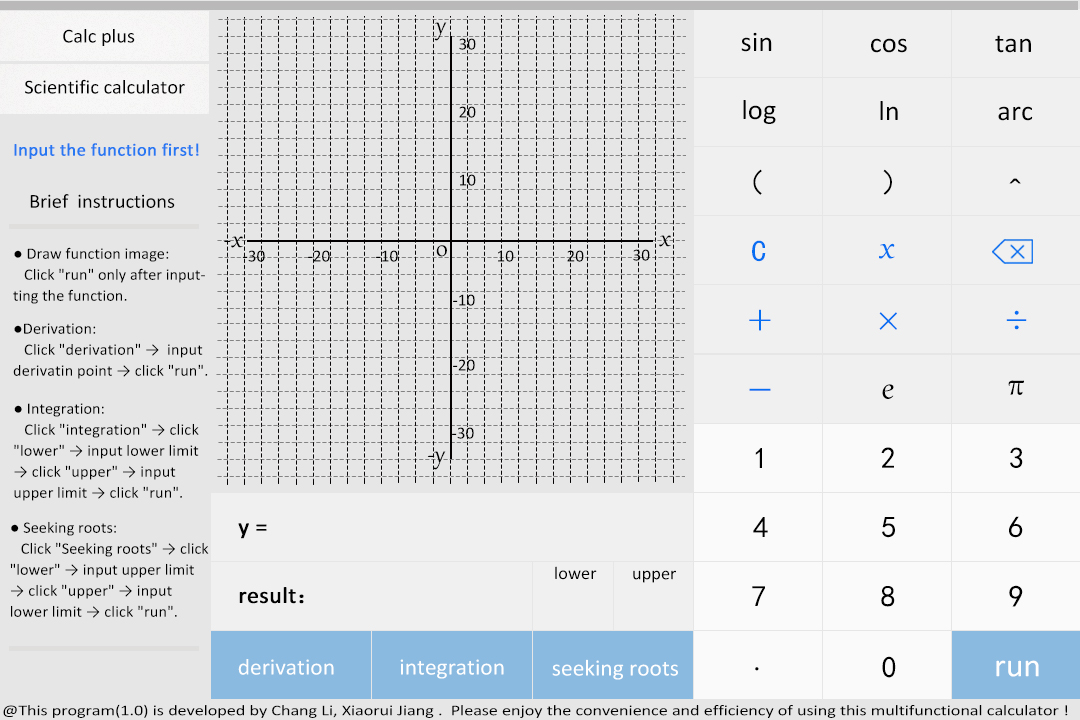 Calc plus
Scientific calculator
Input the function first!
Brief instructions
● Draw function image:
Click "run" only after input-
ting the function.
●Derivation:
Click "derivation" → input
derivatin point → click "run".
● Integration:
Click "integration" → click
"lower" → input lower limit
→ click "upper" → input
upper limit → click "run".
● Seeking roots:
Click "Seeking roots" → click
"lower" → input upper limit
→ click "upper" → input
lower limit → click "run".
y
30
20
10
-x o x
-30 -20 -10 10 20 30
-10
-20
-30
-y
y =
result:
lower upper
derivation integration seeking roots
sin cos tan
log ln arc
( ) ^
C x ⌫
+ × ÷
− e π
1 2 3
4 5 6
7 8 9
. 0 run
@This program(1.0) is developed by Chang Li, Xiaorui Jiang . Please enjoy the convenience and efficiency of using this multifunctional calculator !